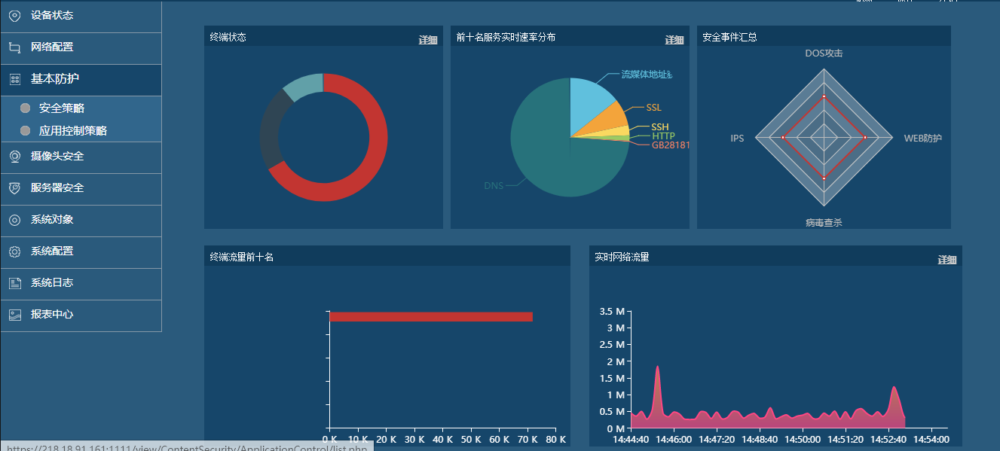 设备状态
网络配置
基本防护
安全策略
应用控制策略
摄像头安全
服务器安全
系统对象
系统配置
系统日志
报表中心
终端状态
详细
前十名服务实时速率分布
详细
流媒体地址
SSL
SSH
HTTP
GB28181
DNS
安全事件汇总
DOS攻击
IPS
WEB防护
病毒查杀
终端流量前十名
0 K 10 K 20 K 30 K 40 K 50 K 60 K 70 K 80 K
实时网络流量
详细
3.5 M
3 M
2.5 M
2 M
1.5 M
1 M
0.5 M
0 M
14:44:40 14:46:00 14:47:20 14:48:40 14:50:00 14:51:20 14:52:40 14:54:00
https://218.18.91.161:1111/view/ContentSecurity/ApplicationControl/list.php